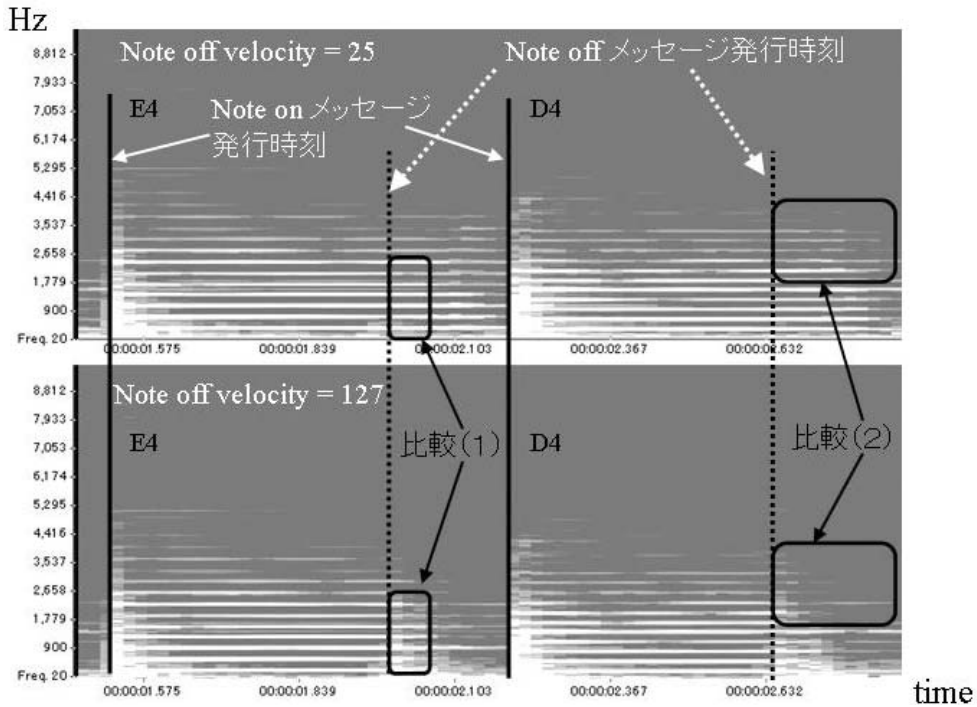 Hz
Note off velocity = 25
Note off メッセージ発行時刻
E4
Note on メッセージ
発行時刻
D4
8,812
7,933
7,053
6,174
5,295
4,416
3,537
2,658
1,779
900
Freq. 20
00:00:01.575
00:00:01.839
00:00:02.103
00:00:02.367
00:00:02.632
Note off velocity = 127
E4
比較(1)
D4
比較(2)
8,812
7,933
7,053
6,174
5,295
4,416
3,537
2,658
1,779
900
Freq. 20
00:00:01.575
00:00:01.839
00:00:02.103
00:00:02.367
00:00:02.632
time